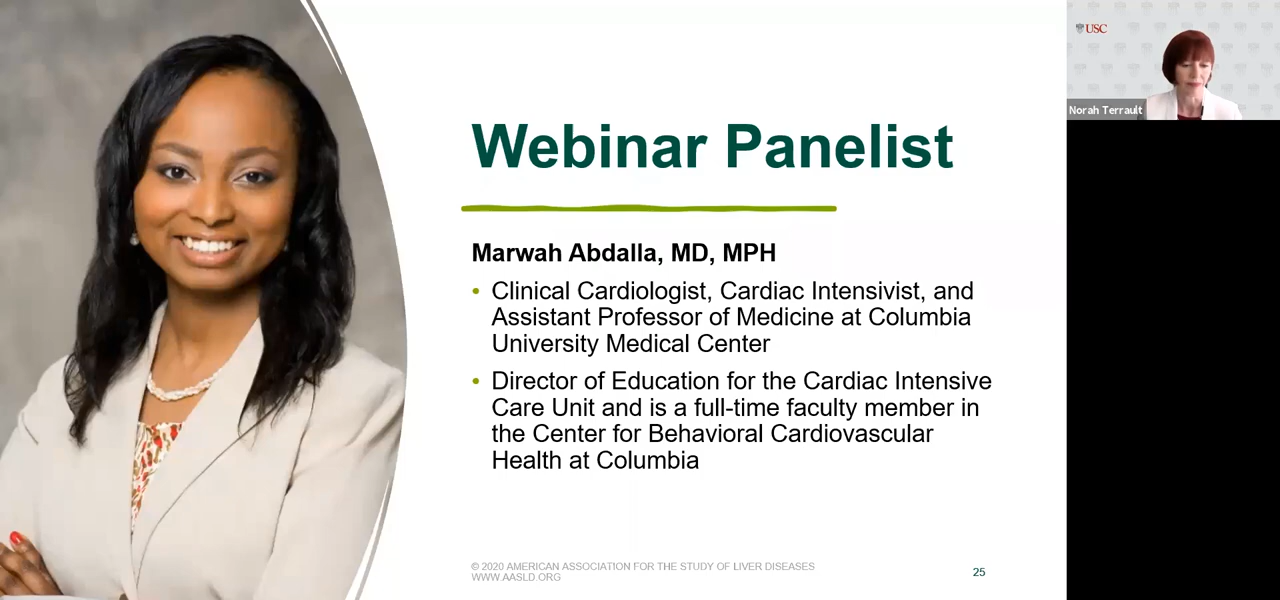 Webinar Panelist
Marwah Abdalla, MD, MPH
• Clinical Cardiologist, Cardiac Intensivist, and
Assistant Professor of Medicine at Columbia
University Medical Center
• Director of Education for the Cardiac Intensive
Care Unit and is a full-time faculty member in
the Center for Behavioral Cardiovascular
Health at Columbia
© 2020 AMERICAN ASSOCIATION FOR THE STUDY OF LIVER DISEASES
WWW.AASLD.ORG
25
USC
Norah Terrault